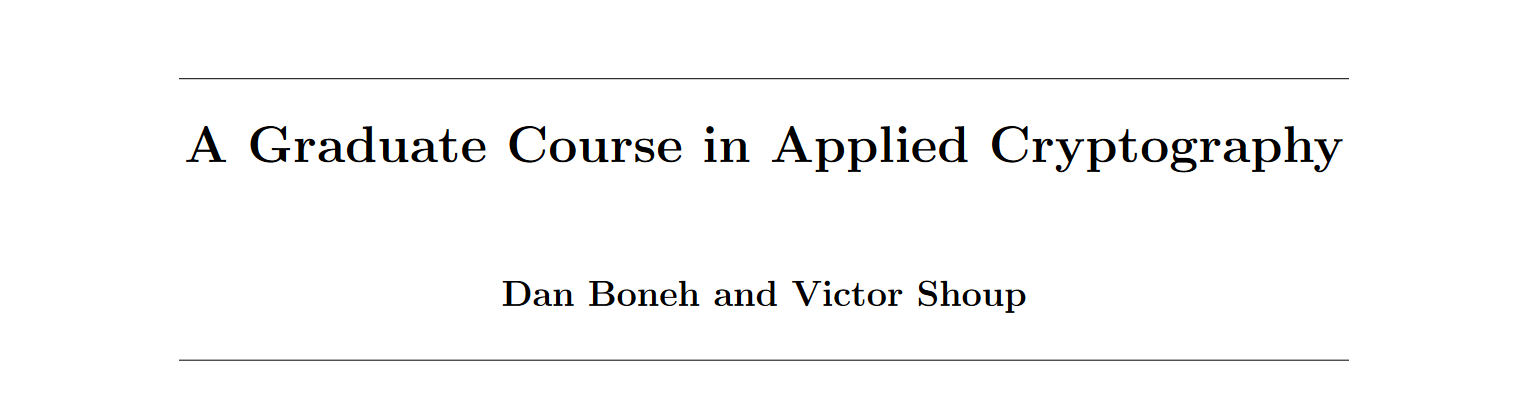 A Graduate Course in Applied Cryptography
Dan Boneh and Victor Shoup